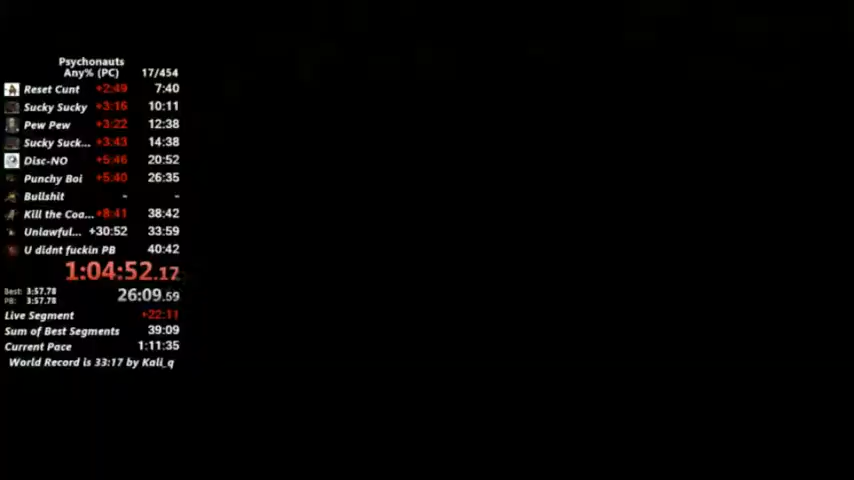 Psychonauts
Any% (PC) 17/454
Reset Cunt +2:49 7:40
Sucky Sucky +3:16 10:11
Pew Pew +3:22 12:38
Sucky Suck... +3:43 14:38
Disc-NO +5:46 20:52
Punchy Boi +5:40 26:35
Bullshit - -
Kill the Coa... +8:41 38:42
Unlawful... +30:52 33:59
U didnt fuckin PB 40:42
1:04:52.17
Best: 3:57.78
PB: 3:57.78 26:09.59
Live Segment +22:11
Sum of Best Segments 39:09
Current Pace 1:11:35
World Record is 33:17 by Kali_q